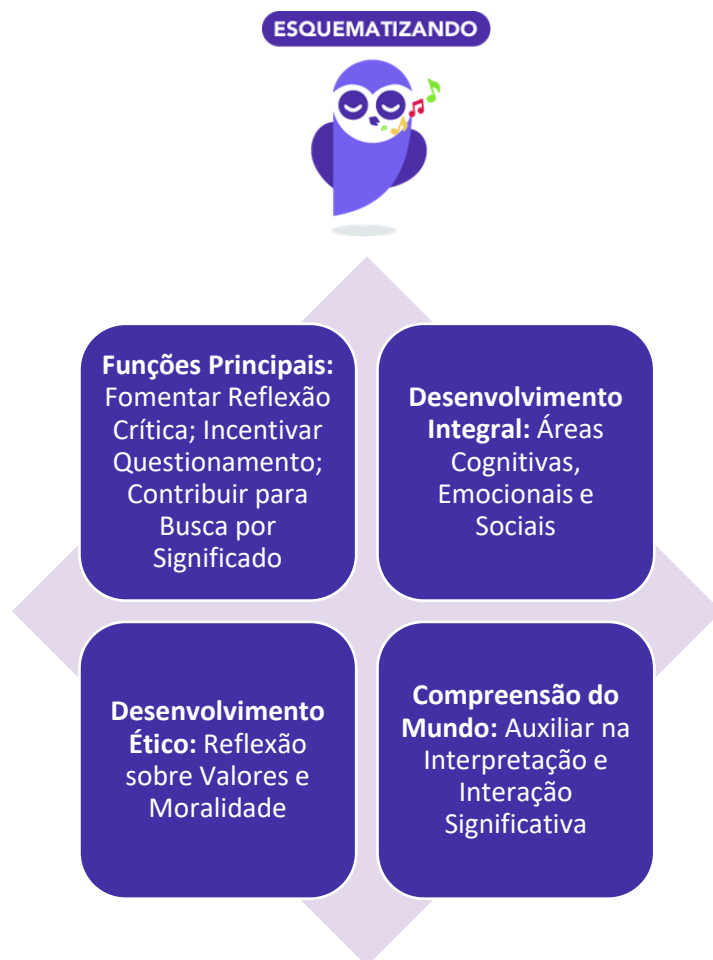 ESQUEMATIZANDO
Funções Principais:
Fomentar Reflexão
Crítica; Incentivar
Questionamento;
Contribuir para
Busca por
Significado
Desenvolvimento
Integral: Áreas
Cognitivas,
Emocionais e
Sociais
Desenvolvimento
Ético: Reflexão
sobre Valores e
Moralidade
Compreensão do
Mundo: Auxiliar na
Interpretação e
Interação
Significativa